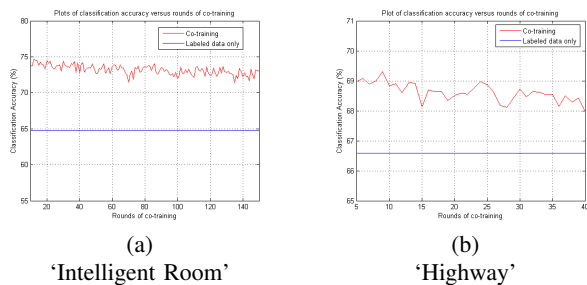 Plots of classification accuracy versus rounds of co-training
Co-training
Labeled data only
Classification Accuracy (%)
80
75
70
65
60
55
20 40 60 80 100 120 140
Rounds of co-training
(a)
'Intelligent Room'
Plot of classification accuracy versus rounds of co-training
Co-training
Labeled data only
Classification Accuracy (%)
71
70
69
68
67
66
65
5 10 15 20 25 30 35 40
Rounds of co-training
(b)
'Highway'